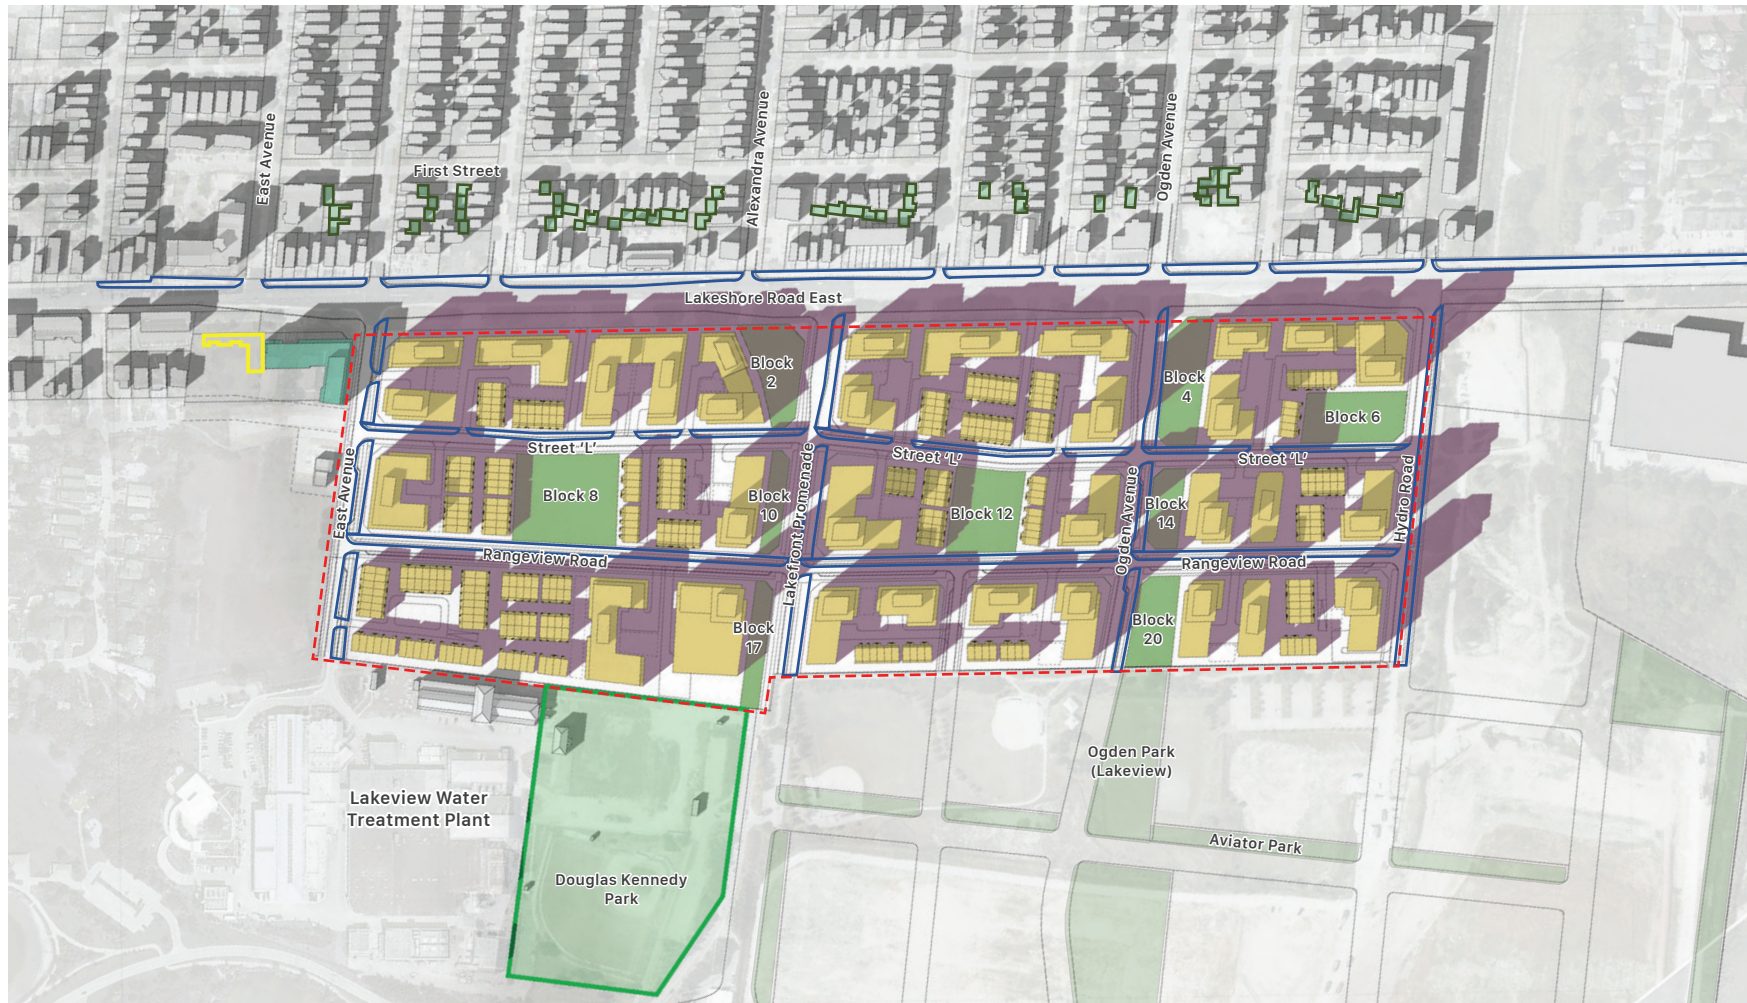 East Avenue
First Street
Alexandra Avenue
Ogden Avenue
Lakeshore Road East
Block
2
Block
4
Block 6
Street ‘L’
Street ‘L’
Street ‘L’
East Avenue
Block 8
Block
10
Lakefront Promenade
Block 12
Ogden Avenue
Block
14
Hydro Road
Rangeview Road
Rangeview Road
Block
17
Block
20
Ogden Park
(Lakeview)
Lakeview Water
Treatment Plant
Aviator Park
Douglas Kennedy
Park